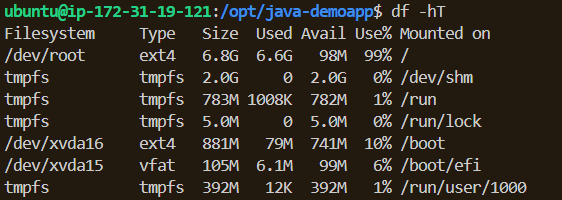 ubuntu@ip-172-31-19-121:/opt/java-demoapp$ df -hT
Filesystem     Type   Size  Used Avail Use% Mounted on
/dev/root      ext4   6.8G  6.6G   98M  99% /
tmpfs          tmpfs  2.0G     0  2.0G   0% /dev/shm
tmpfs          tmpfs  783M 1008K  782M   1% /run
tmpfs          tmpfs  5.0M     0  5.0M   0% /run/lock
/dev/xvda16    ext4   881M   79M  741M  10% /boot
/dev/xvda15    vfat   105M  6.1M   99M   6% /boot/efi
tmpfs          tmpfs  392M   12K  392M   1% /run/user/1000